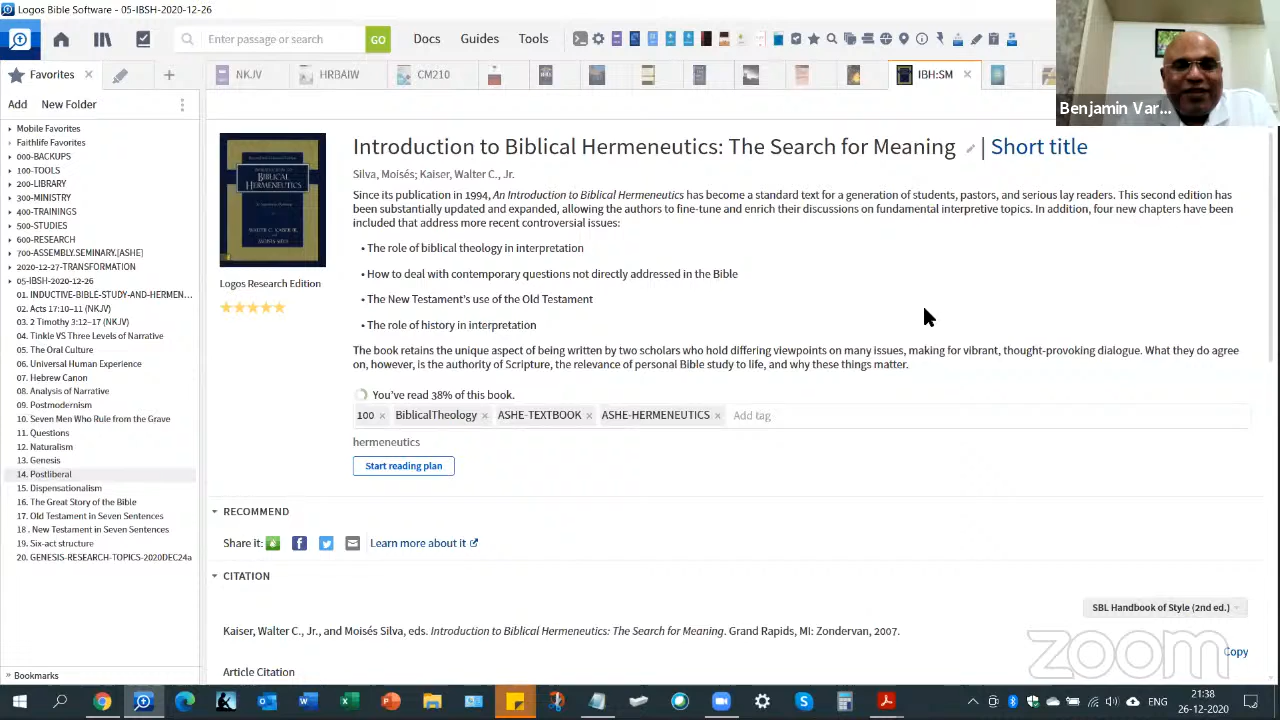 Logos Bible Software - 05-IBSH-2020-12-26
Enter passage or search
GO
Docs
Guides
Tools
Favorites
NKJV
HRBAIW
CM210
IBH:SM
Benjamin Var...
Add
New Folder
Mobile Favorites
Faithlife Favorites
000-BACKUPS
100-TOOLS
200-LIBRARY
300-MINISTRY
400-TRAININGS
500-STUDIES
600-RESEARCH
700-ASSEMBLY.SEMINARY.[ASHE]
2020-12-27-TRANSFORMATION
05-IBSH-2020-12-26
01. INDUCTIVE-BIBLE-STUDY-AND-HERMEN...
02. Acts 17:10–11 (NKJV)
03. 2 Timothy 3:12–17 (NKJV)
04. Tinkle VS Three Levels of Narrative
05. The Oral Culture
06. Universal Human Experience
07. Hebrew Canon
08. Analysis of Narrative
09. Postmodernism
10. Seven Men Who Rule from the Grave
11. Questions
12. Naturalism
13. Genesis
14. Postliberal
15. Dispensationalism
16. The Great Story of the Bible
17. Old Testament in Seven Sentences
18 . New Testament in Seven Sentences
19. Six-act structure
20. GENESIS-RESEARCH-TOPICS-2020DEC24a
Bookmarks
HERMENEUTICS
Logos Research Edition
Introduction to Biblical Hermeneutics: The Search for Meaning | Short title
Silva, Moisés; Kaiser, Walter C., Jr.
Since its publication in 1994, An Introduction to Biblical Hermeneutics has become a standard text for a generation of students, pastors, and serious lay readers. This second edition has
been substantially updated and expanded, allowing the authors to fine-tune and enrich their discussions on fundamental interpretive topics. In addition, four new chapters have been
included that address more recent controversial issues:
• The role of biblical theology in interpretation
• How to deal with contemporary questions not directly addressed in the Bible
• The New Testament's use of the Old Testament
• The role of history in interpretation
The book retains the unique aspect of being written by two scholars who hold differing viewpoints on many issues, making for vibrant, thought-provoking dialogue. What they do agree
on, however, is the authority of Scripture, the relevance of personal Bible study to life, and why these things matter.
You've read 38% of this book.
100 × BiblicalTheology × ASHE-TEXTBOOK × ASHE-HERMENEUTICS × Add tag
hermeneutics
Start reading plan
RECOMMEND
Share it:
Learn more about it
CITATION
SBL Handbook of Style (2nd ed.)
Kaiser, Walter C., Jr., and Moisés Silva, eds. Introduction to Biblical Hermeneutics: The Search for Meaning. Grand Rapids, MI: Zondervan, 2007.
Copy
zoom
Article Citation
ENG
21:38
26-12-2020